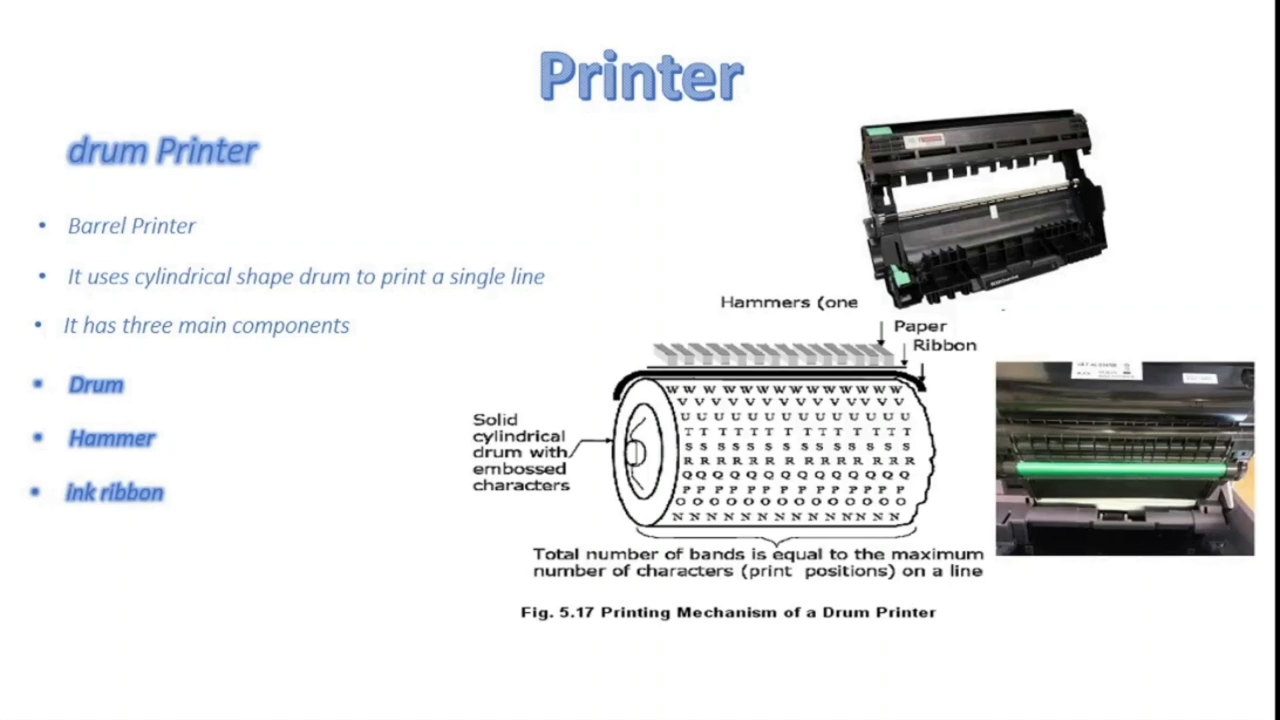 Printer
drum Printer
• Barrel Printer
• It uses cylindrical shape drum to print a single line
• It has three main components
▪ Drum
▪ Hammer
▪ ink ribbon
Hammers (one
Paper
Ribbon
Solid
cylindrical
drum with
embossed
characters
W W W W W W W W W W W W W W
V V V V V V V V V V V V
U U U U U U U U U U U U U
T T T T T T T T T T T T
S S S S S S S S S S S S
R R R R R R R R R R R R R
Q Q Q Q Q Q Q Q Q Q Q Q
P P P P P P P P P P P P
O O O O O O O O O O O O
N N N N N N N N N N N N
Total number of bands is equal to the maximum
number of characters (print positions) on a line
Fig. 5.17 Printing Mechanism of a Drum Printer